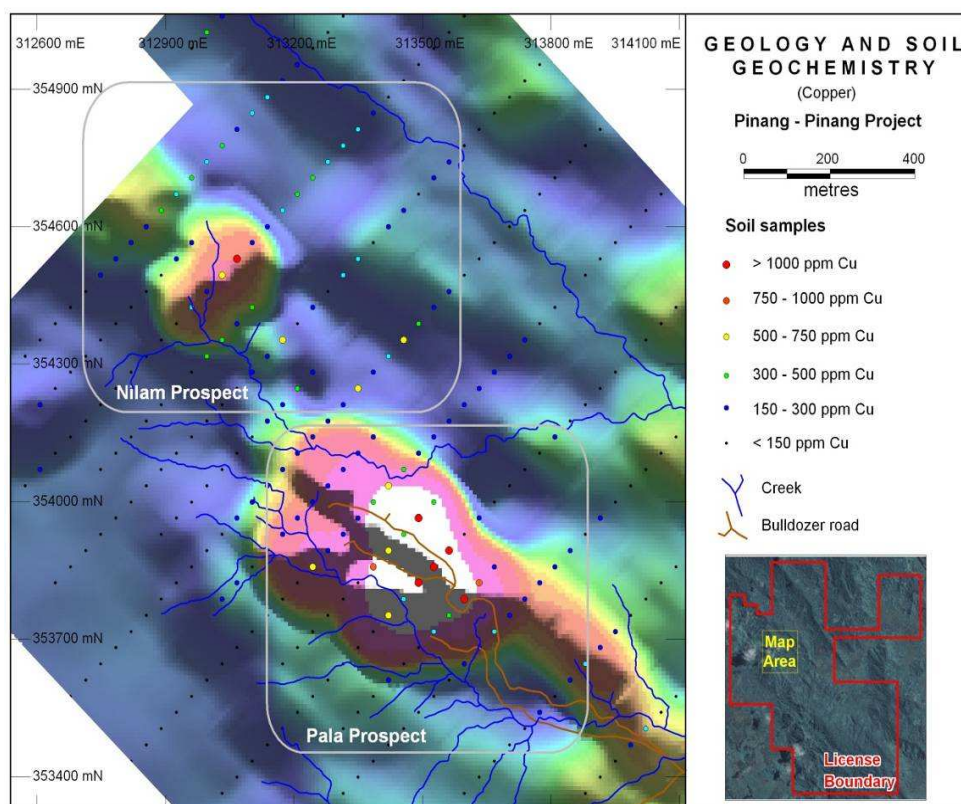 312600 mE 312900 mE 313200 mE 313500 mE 313800 mE 314100 mE
354900 mN
354600 mN
354300 mN
354000 mN
353700 mN
353400 mN
Nilam Prospect
Pala Prospect
GEOLOGY AND SOIL
GEOCHEMISTRY
(Copper)
Pinang - Pinang Project
0 200 400
metres
Soil samples
> 1000 ppm Cu
750 - 1000 ppm Cu
500 - 750 ppm Cu
300 - 500 ppm Cu
150 - 300 ppm Cu
< 150 ppm Cu
Creek
Bulldozer road
Map
Area
License
Boundary